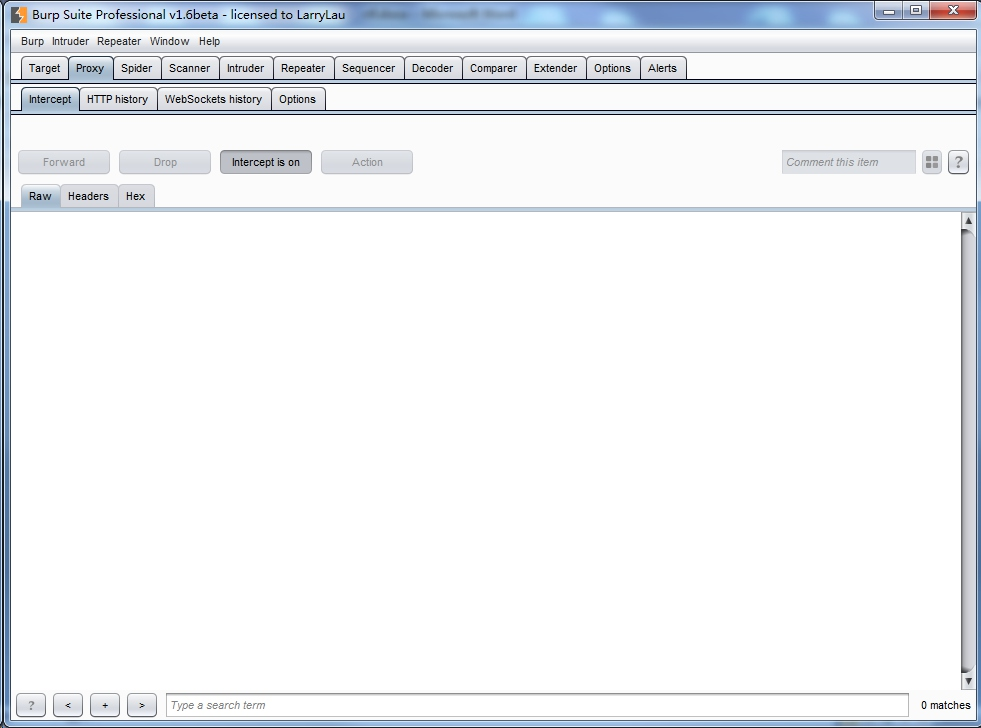 Burp Suite Professional v1.6beta - licensed to LarryLau
Burp Intruder Repeater Window Help
Target Proxy Spider Scanner Intruder Repeater Sequencer Decoder Comparer Extender Options Alerts
Intercept HTTP history WebSockets history Options
Forward Drop Intercept is on Action Comment this item ?
Raw Headers Hex
? < + > Type a search term 0 matches